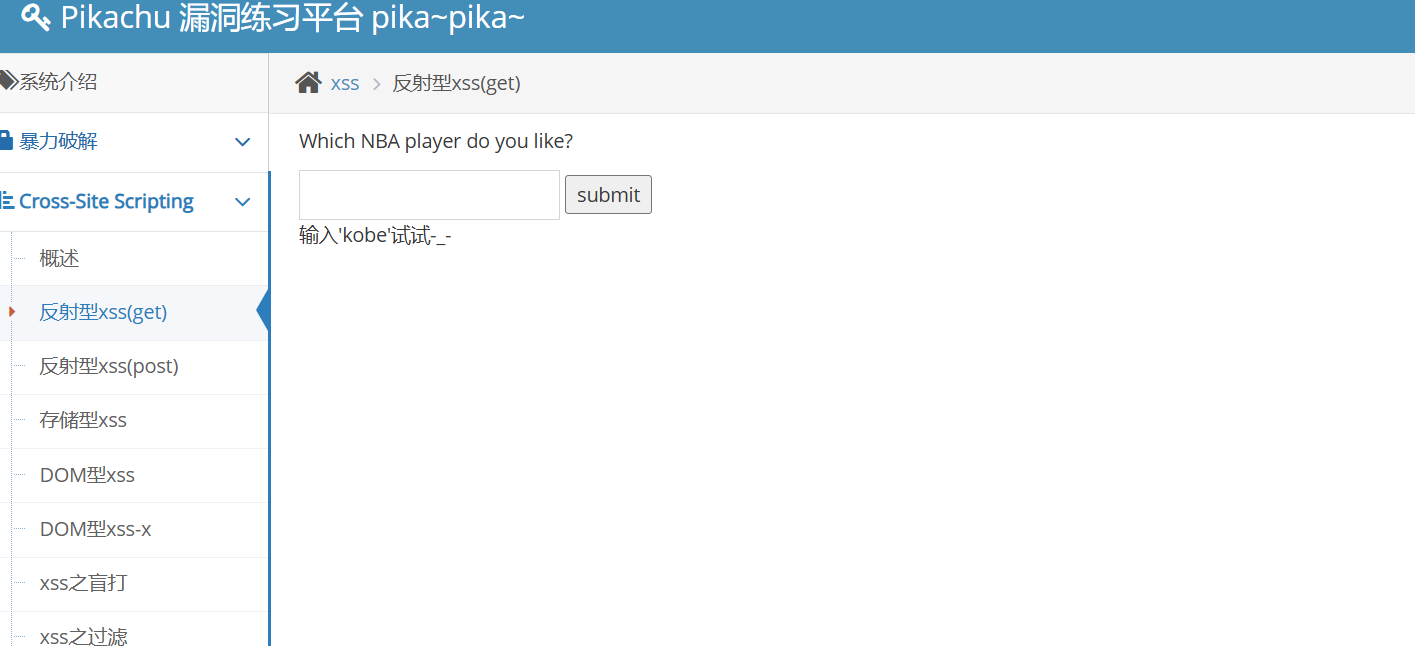 Pikachu 漏洞练习平台 pika~pika~
系统介绍
xss > 反射型xss(get)
暴力破解
Which NBA player do you like?
Cross-Site Scripting
submit
输入'kobe'试试-_-
概述
反射型xss(get)
反射型xss(post)
存储型xss
DOM型xss
DOM型xss-x
xss之盲打
xss之过滤